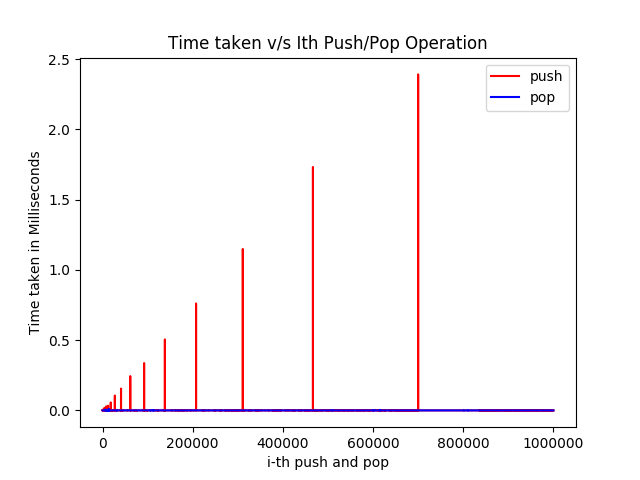 Time taken v/s Ith Push/Pop Operation
push
pop
Time taken in Milliseconds
2.5
2.0
1.5
1.0
0.5
0.0
0 200000 400000 600000 800000 1000000
i-th push and pop